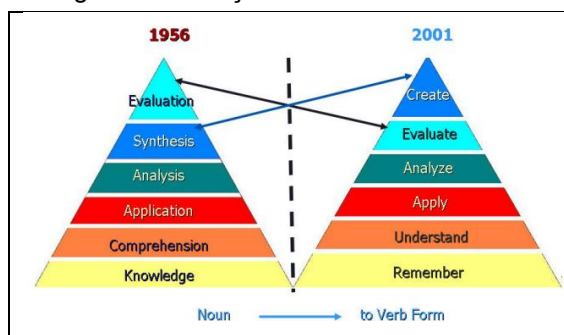 1956
2001
Evaluation
Synthesis
Analysis
Application
Comprehension
Knowledge
Create
Evaluate
Analyze
Apply
Understand
Remember
Noun to Verb Form